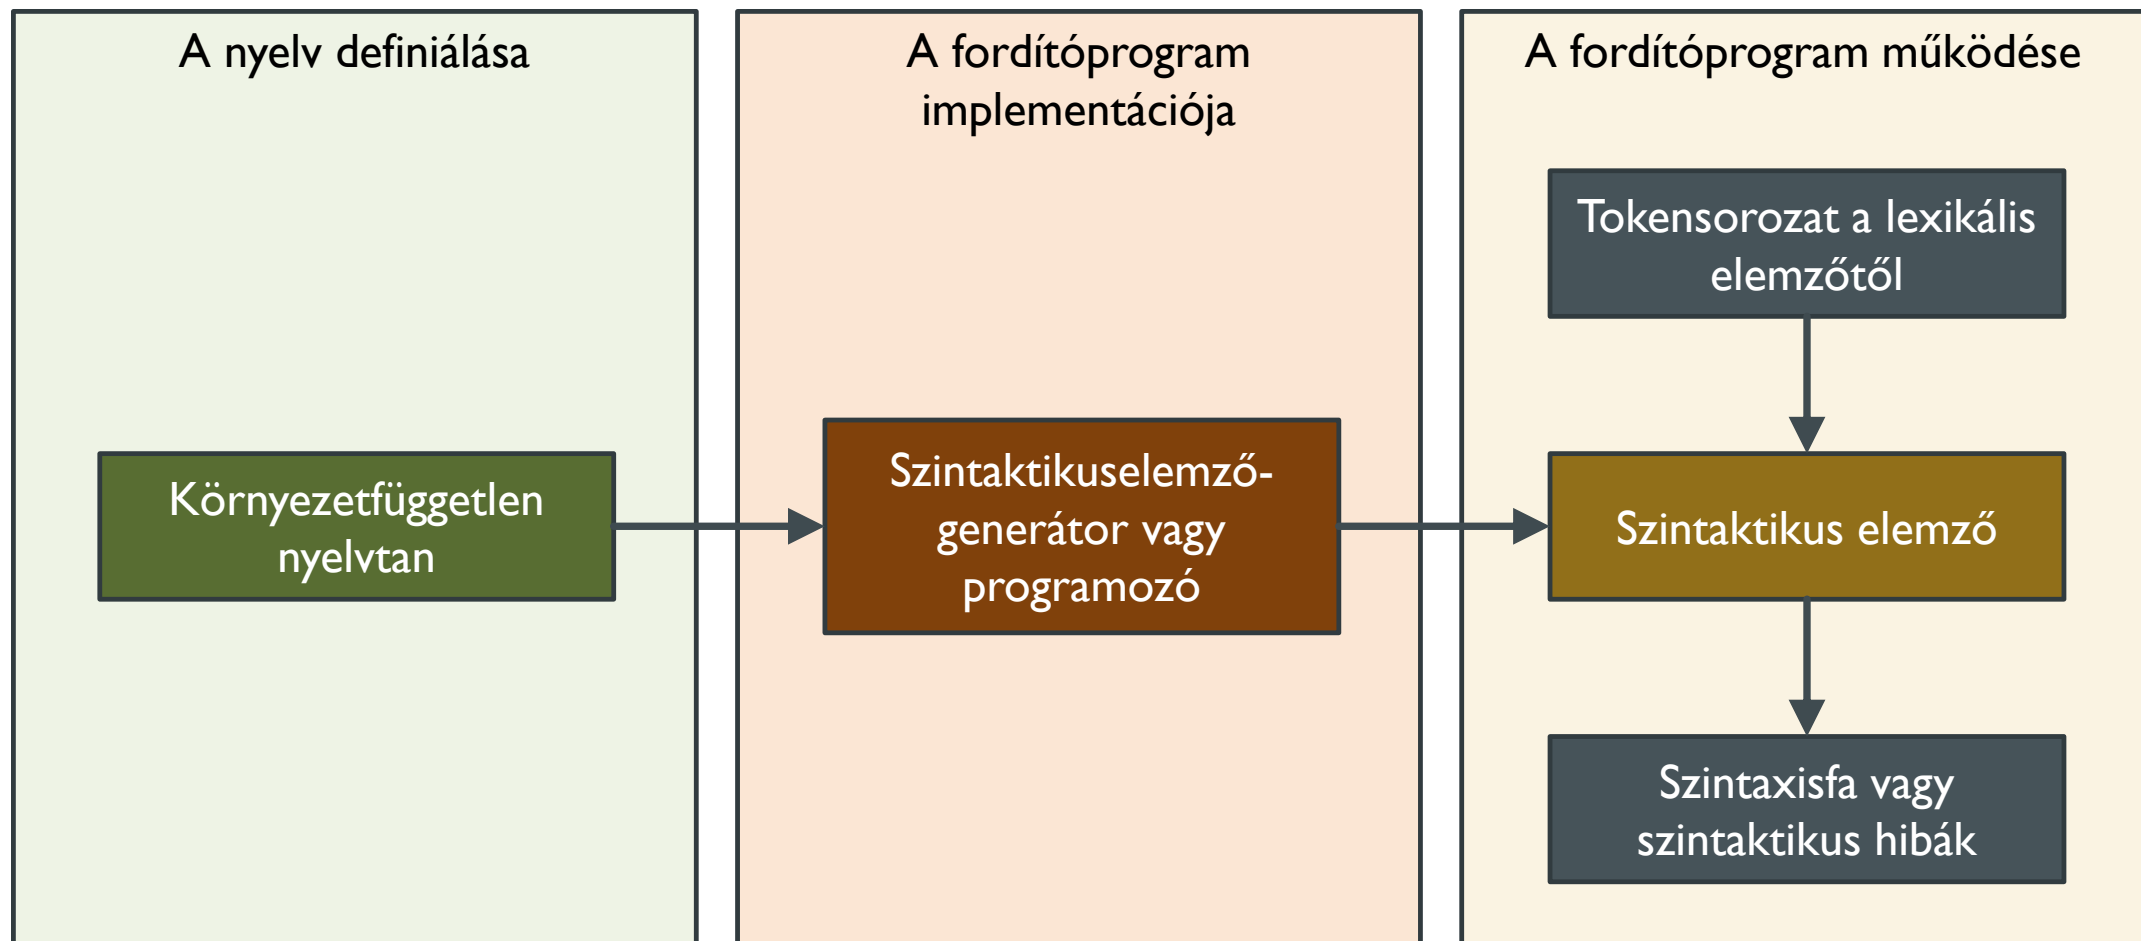 A nyelv definiálása
A fordítóprogram
implementációja
A fordítóprogram működése
Környezetfüggetlen
nyelvtan
Szintaktikuselemző-
generátor vagy
programozó
Tokensorozat a lexikális
elemzőtől
Szintaktikus elemző
Szintaxisfa vagy
szintaktikus hibák